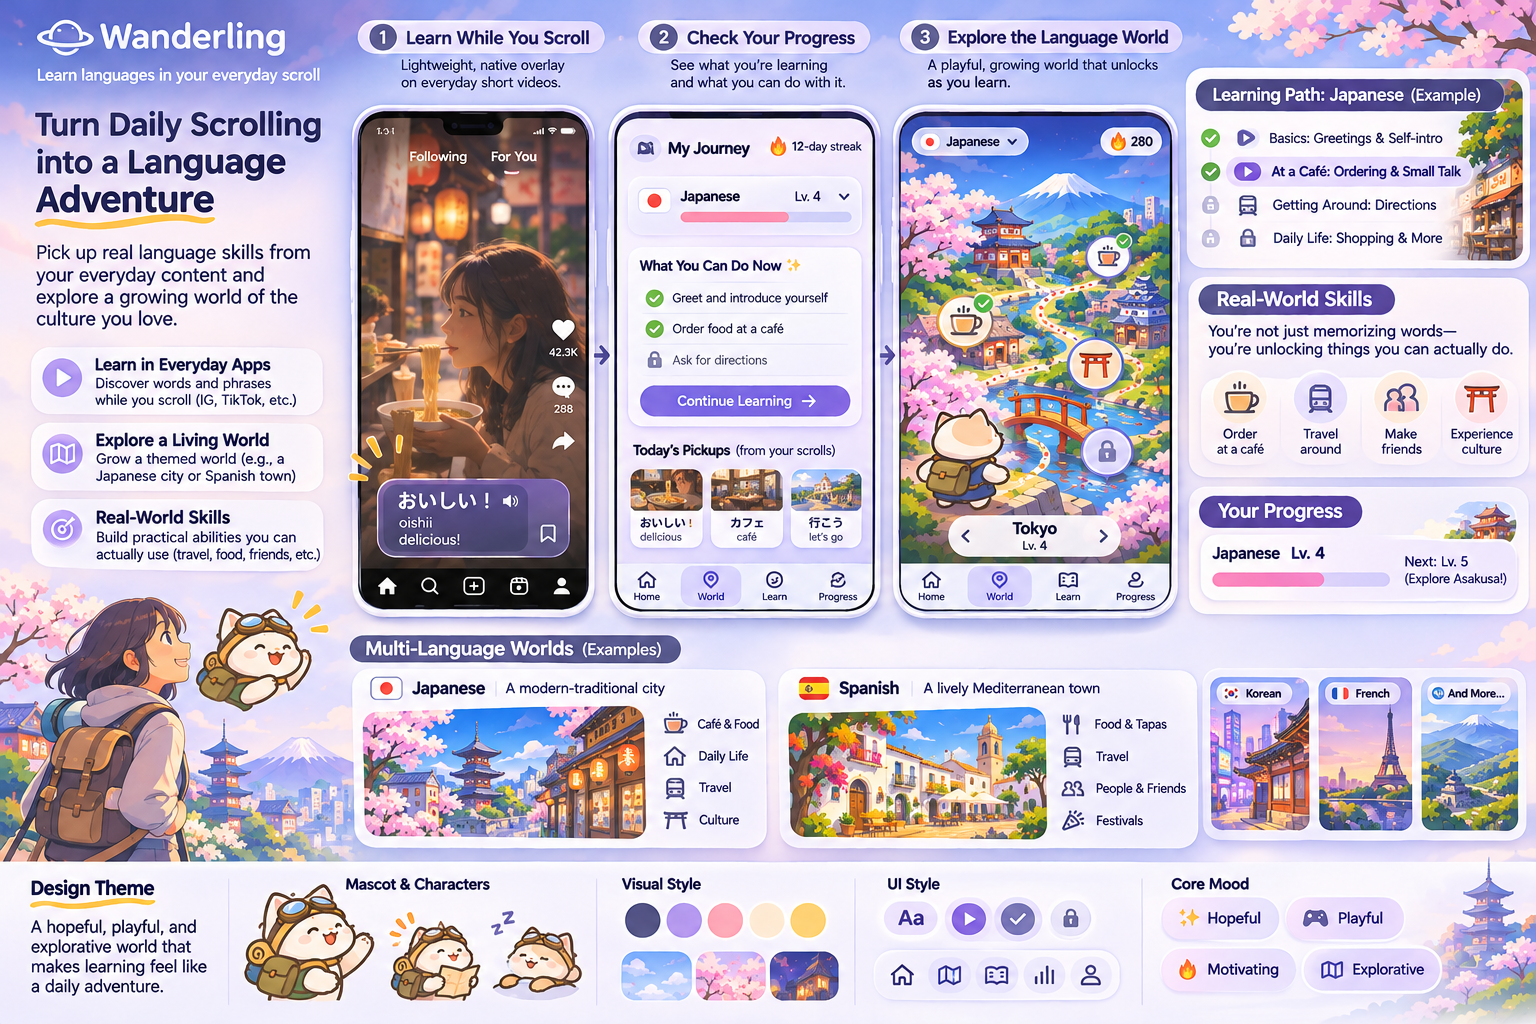 Wanderling
Learn languages in your everyday scroll
Turn Daily Scrolling
into a Language
Adventure
Pick up real language skills from
your everyday content and
explore a growing world of the
culture you love.
Learn in Everyday Apps
Discover words and phrases
while you scroll (IG, TikTok, etc.)
Explore a Living World
Grow a themed world (e.g., a
Japanese city or Spanish town)
Real-World Skills
Build practical abilities you can
actually use (travel, food, friends, etc.)
1 Learn While You Scroll
Lightweight, native overlay
on everyday short videos.
Following For You
42.3K
288
おいしい！
oishii
delicious!
2 Check Your Progress
See what you're learning
and what you can do with it.
My Journey 12-day streak
Japanese Lv. 4
What You Can Do Now
Greet and introduce yourself
Order food at a café
Ask for directions
Continue Learning →
Today's Pickups (from your scrolls)
おいしい！
delicious
カフェ
café
行こう
let's go
Home World Learn Progress
3 Explore the Language World
A playful, growing world that unlocks
as you learn.
Japanese 280
Tokyo
Lv. 4
Home World Learn Progress
Learning Path: Japanese (Example)
Basics: Greetings & Self-intro
At a Café: Ordering & Small Talk
Getting Around: Directions
Daily Life: Shopping & More
Real-World Skills
You're not just memorizing words—
you're unlocking things you can actually do.
Order
at a café
Travel
around
Make
friends
Experience
culture
Your Progress
Japanese Lv. 4
Next: Lv. 5
(Explore Asakusa!)
Multi-Language Worlds (Examples)
Japanese A modern-traditional city
Café & Food
Daily Life
Travel
Culture
Spanish A lively Mediterranean town
Food & Tapas
Travel
People & Friends
Festivals
Korean
French
And More...
Design Theme
A hopeful, playful, and
explorative world that
makes learning feel like
a daily adventure.
Mascot & Characters
z z z
Visual Style
UI Style
Aa
Core Mood
Hopeful
Playful
Motivating
Explorative